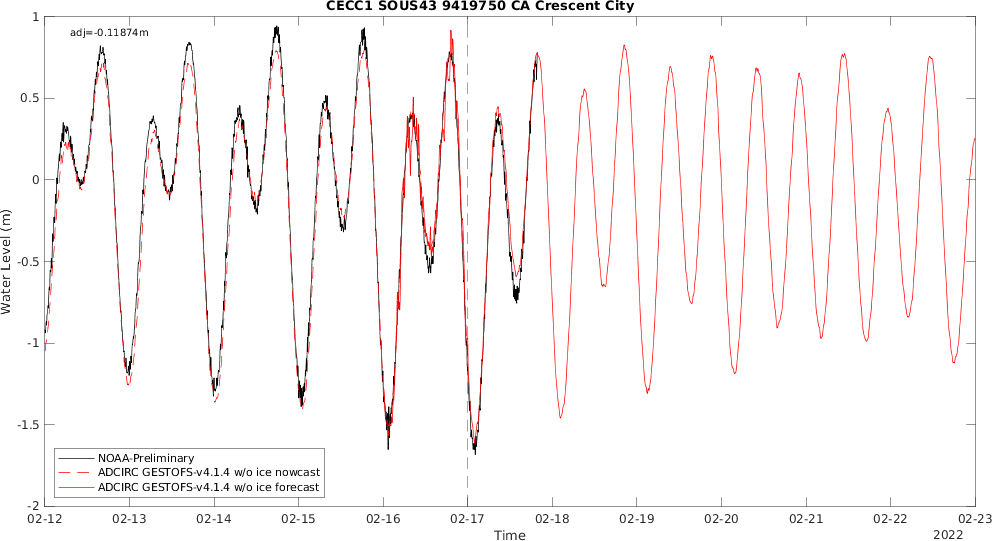 CECC1 SOUS43 9419750 CA Crescent City
adj=-0.11874m
1
0.5
0
-0.5
-1
-1.5
-2
Water Level (m)
NOAA-Preliminary
ADCIRC GESTOFS-v4.1.4 w/o ice nowcast
ADCIRC GESTOFS-v4.1.4 w/o ice forecast
02-12 02-13 02-14 02-15 02-16 02-17 02-18 02-19 02-20 02-21 02-22 02-23
Time
2022